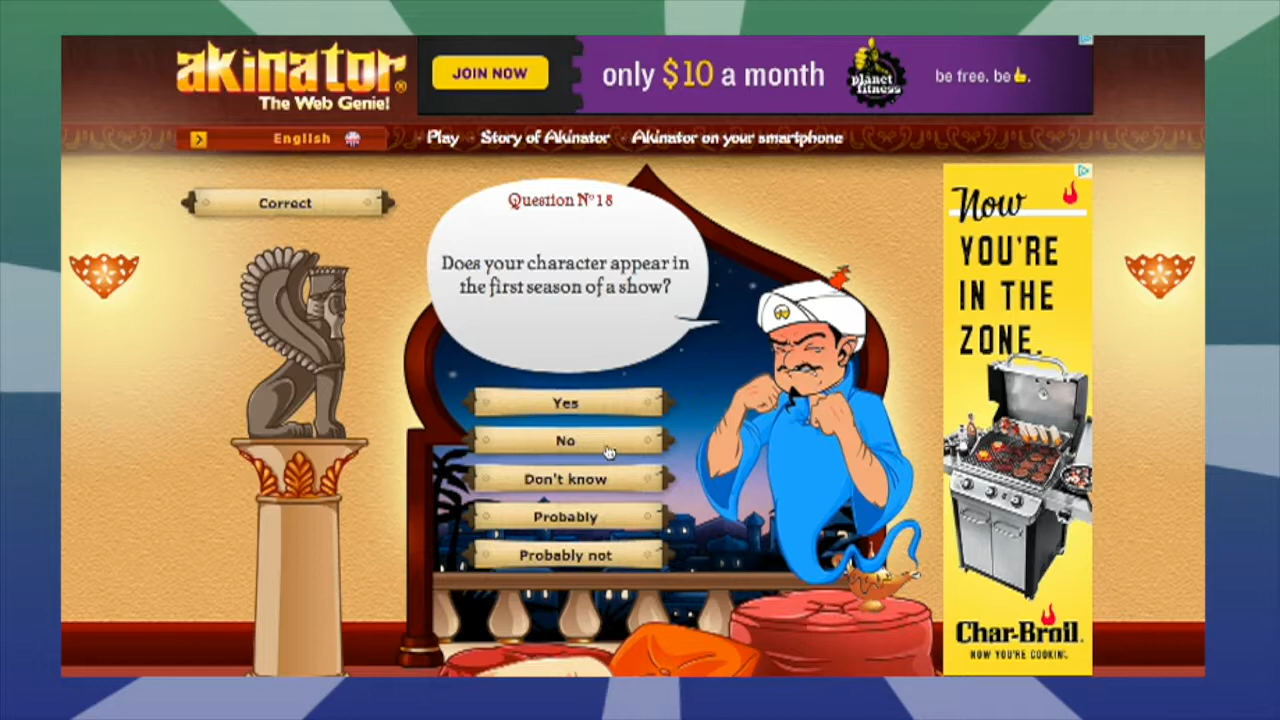 akinator®
The Web Genie!
JOIN NOW
only $10 a month
planet
fitness
be free. be
English
Play
Story of Akinator
Akinator on your smartphone
Correct
Question N°18
Does your character appear in
the first season of a show?
Yes
No
Don't know
Probably
Probably not
Now
YOU'RE
IN THE
ZONE.
Char-Broil.
NOW YOU'RE COOKIN'.